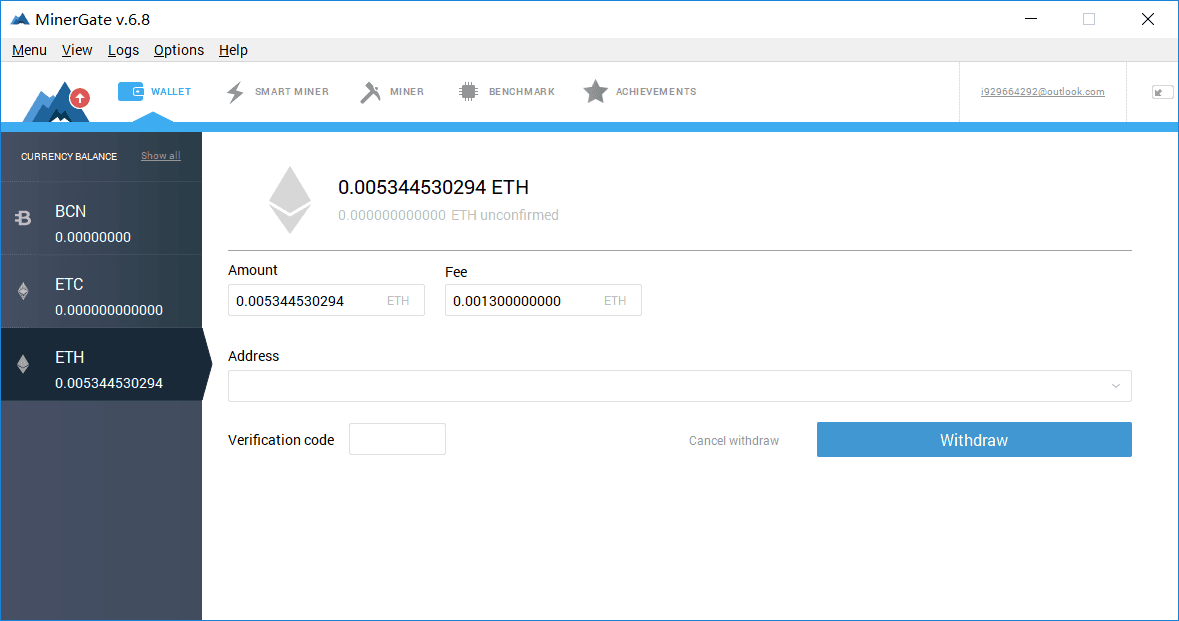 MinerGate v.6.8
Menu View Logs Options Help
WALLET SMART MINER MINER BENCHMARK ACHIEVEMENTS i929664292@outlook.com
CURRENCY BALANCE Show all
BCN
0.00000000
ETC
0.000000000000
ETH
0.005344530294
0.005344530294 ETH
0.000000000000 ETH unconfirmed
Amount Fee
0.005344530294 ETH 0.001300000000 ETH
Address
Verification code Cancel withdraw Withdraw